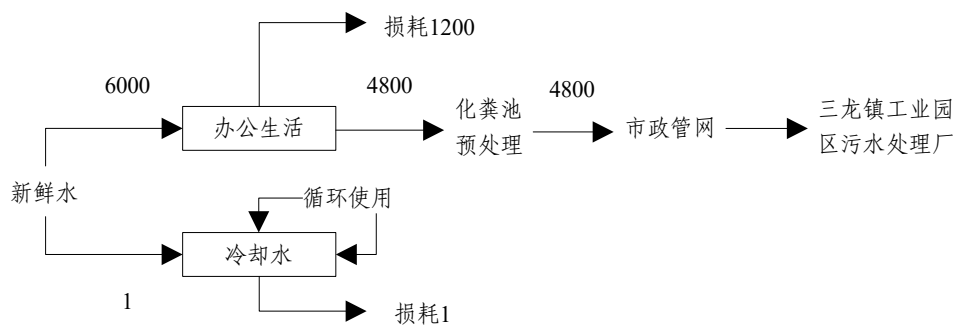 损耗1200
6000
4800
4800
办公生活
化粪池
预处理
市政管网
三龙镇工业园
区污水处理厂
新鲜水
循环使用
冷却水
1
损耗1